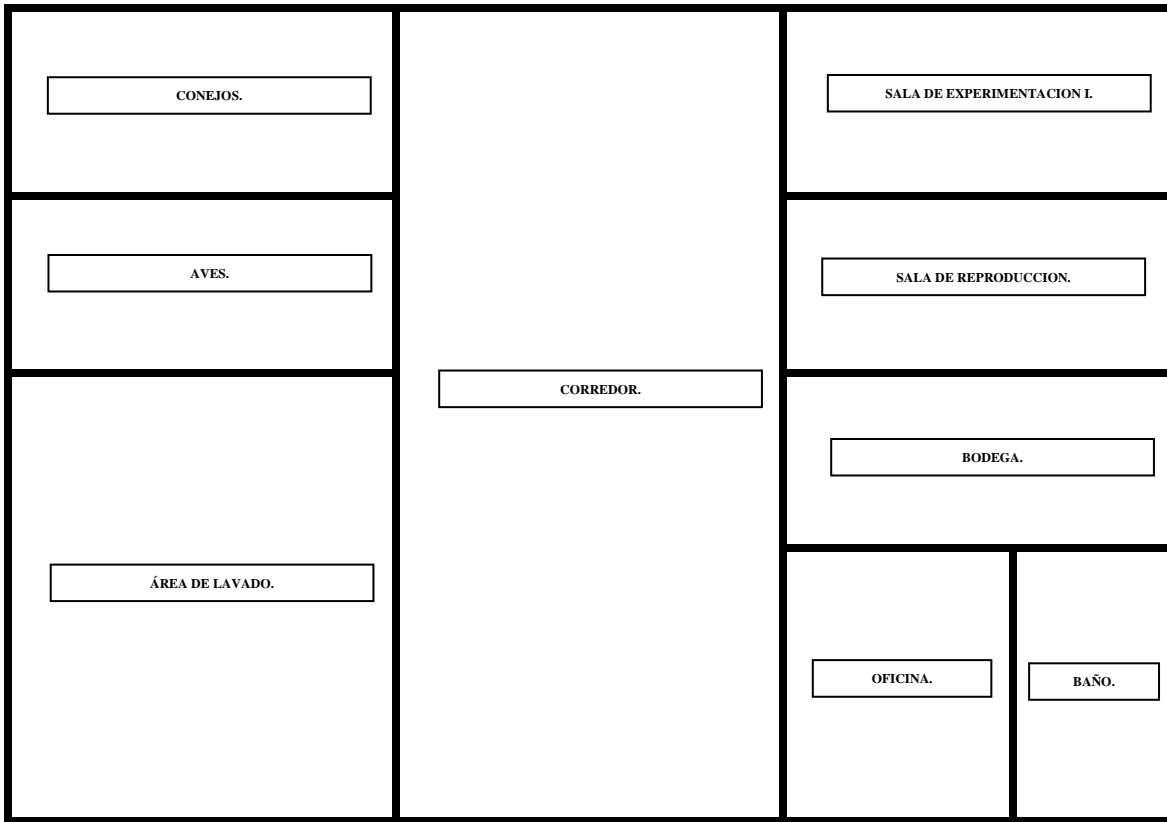 CONEJOS.
AVES.
ÁREA DE LAVADO.
CORREDOR.
SALA DE EXPERIMENTACION I.
SALA DE REPRODUCCION.
BODEGA.
OFICINA.
BAÑO.